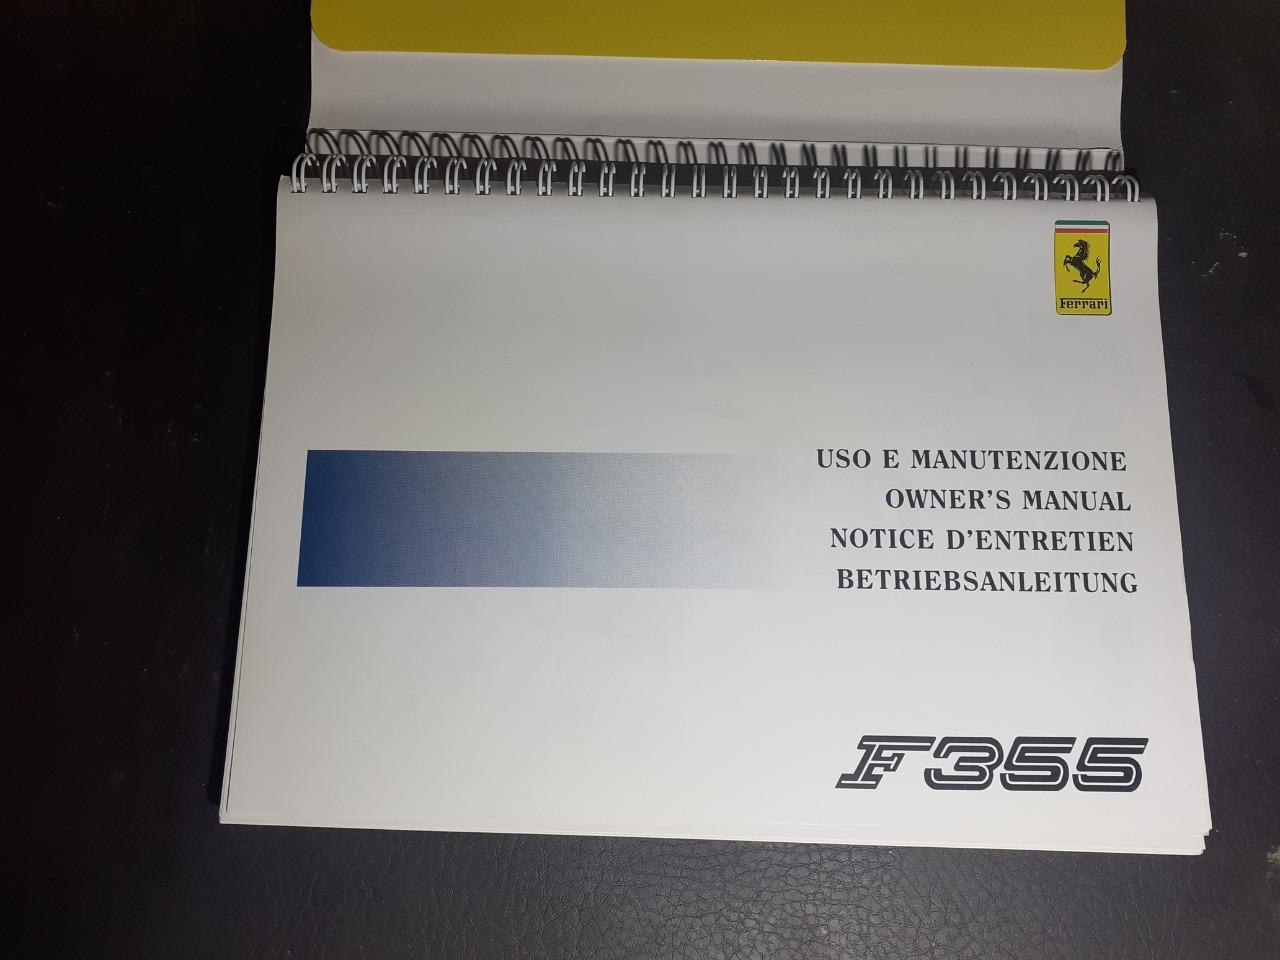 Ferrari
USO E MANUTENZIONE
OWNER'S MANUAL
NOTICE D'ENTRETIEN
BETRIEBSANLEITUNG
F355